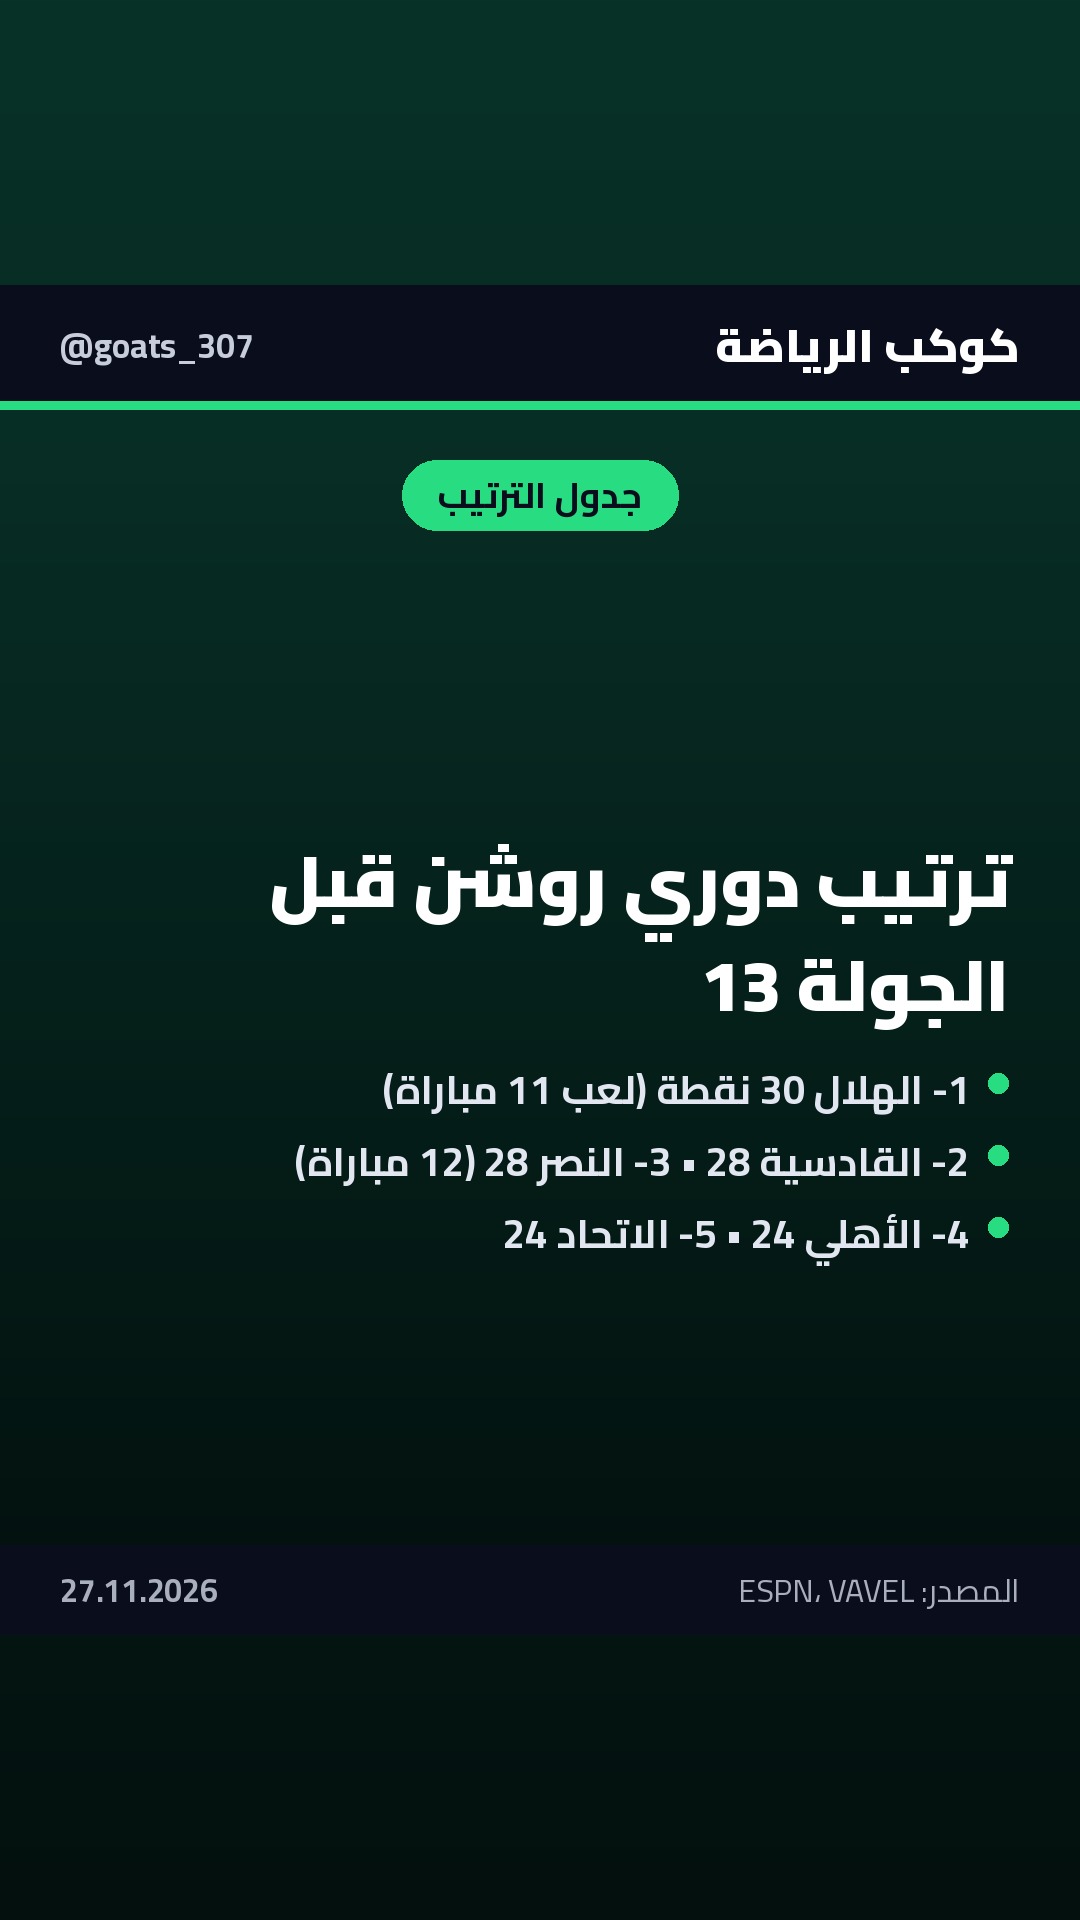 كوكب الرياضة
@goats_307
جدول الترتيب
ترتيب دوري روشن قبل
الجولة 13
1- الهلال 30 نقطة (لعب 11 مباراة)
2- القادسية 28 ▪ 3- النصر 28 (12 مباراة)
4- الأهلي 24 ▪ 5- الاتحاد 24
المصدر: ESPN، VAVEL
27.11.2026